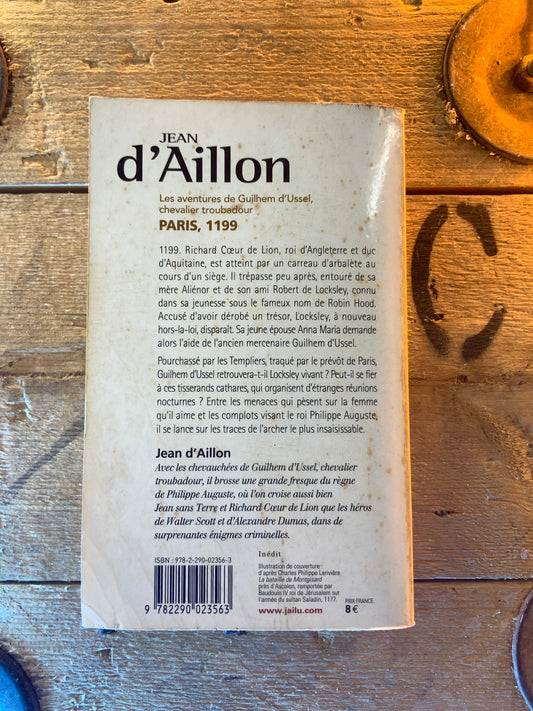 JEAN
d'Aillon
Les aventures de Guilhem d'Ussel,
chevalier troubadour
PARIS, 1199
1199. Richard Cœur de Lion, roi d'Angleterre et duc
d'Aquitaine, est atteint par un carreau d'arbalète au
cours d'un siège. Il trépasse peu après, entouré de sa
mère Aliénor et de son ami Robert de Locksley, connu
dans sa jeunesse sous le fameux nom de Robin Hood.
Accusé d'avoir dérobé un trésor, Locksley, à nouveau
hors-la-loi, disparaît. Sa jeune épouse Anna Maria demande
alors l'aide de l'ancien mercenaire Guilhem d'Ussel.
Pourchassé par les Templiers, traqué par le prévôt de Paris,
Guilhem d'Ussel retrouvera-t-il Locksley vivant ? Peut-il se fier
à ces tisserands cathares, qui organisent d'étranges réunions
nocturnes ? Entre les menaces qui pèsent sur la femme
qu'il aime et les complots visant le roi Philippe Auguste,
il se lance sur les traces de l'archer le plus insaisissable.
Jean d'Aillon
Avec les chevauchées de Guilhem d'Ussel, chevalier
troubadour, il brosse une grande fresque du règne
de Philippe Auguste, où l'on croise aussi bien
Jean sans Terre et Richard Cœur de Lion que les héros
de Walter Scott et d'Alexandre Dumas, dans de
surprenantes énigmes criminelles.
ISBN : 978-2-290-02356-3
9 782290 023563
Inédit
Illustration de couverture :
d'après Charles Philippe Larivière,
La bataille de Montgisard
près d'Ascalon, remportée par
Baudouin IV roi de Jérusalem sur
l'armée du sultan Saladin, 1177.
www.jailu.com
PRIX FRANCE
8 €
C